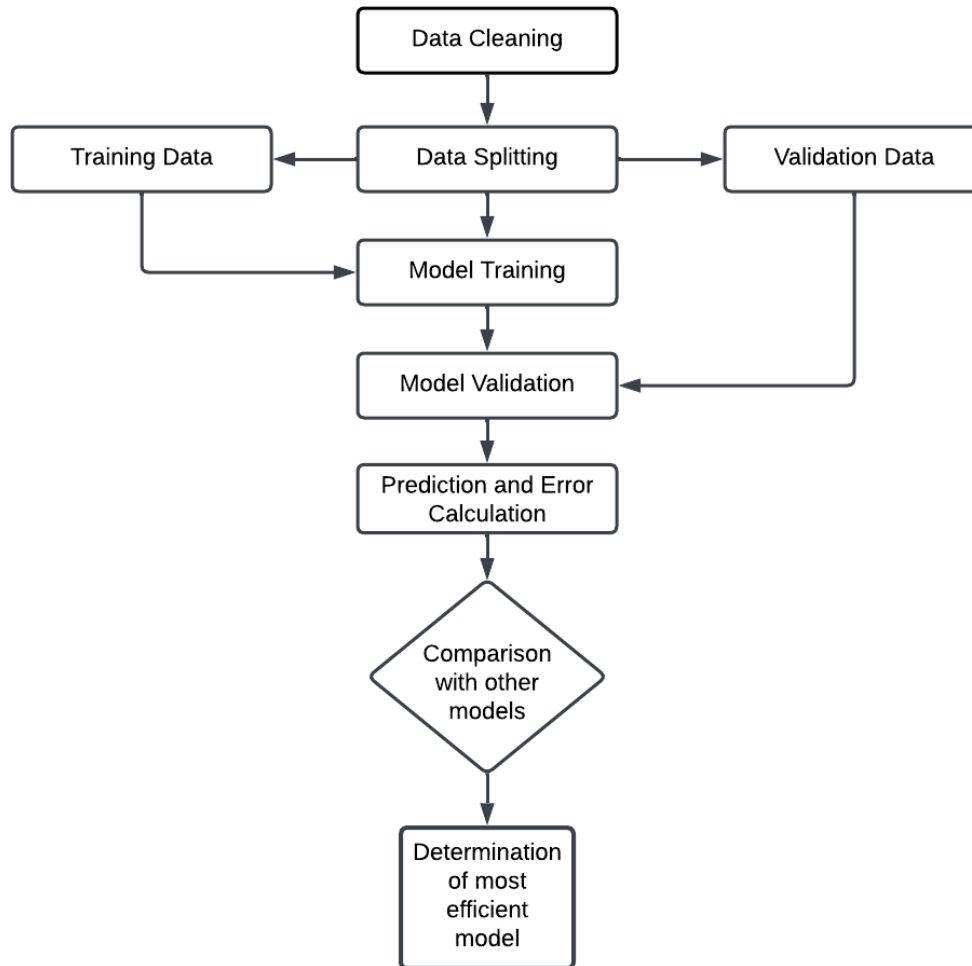 Data Cleaning
Training Data
Data Splitting
Validation Data
Model Training
Model Validation
Prediction and Error
Calculation
Comparison
with other
models
Determination
of most
efficient
model